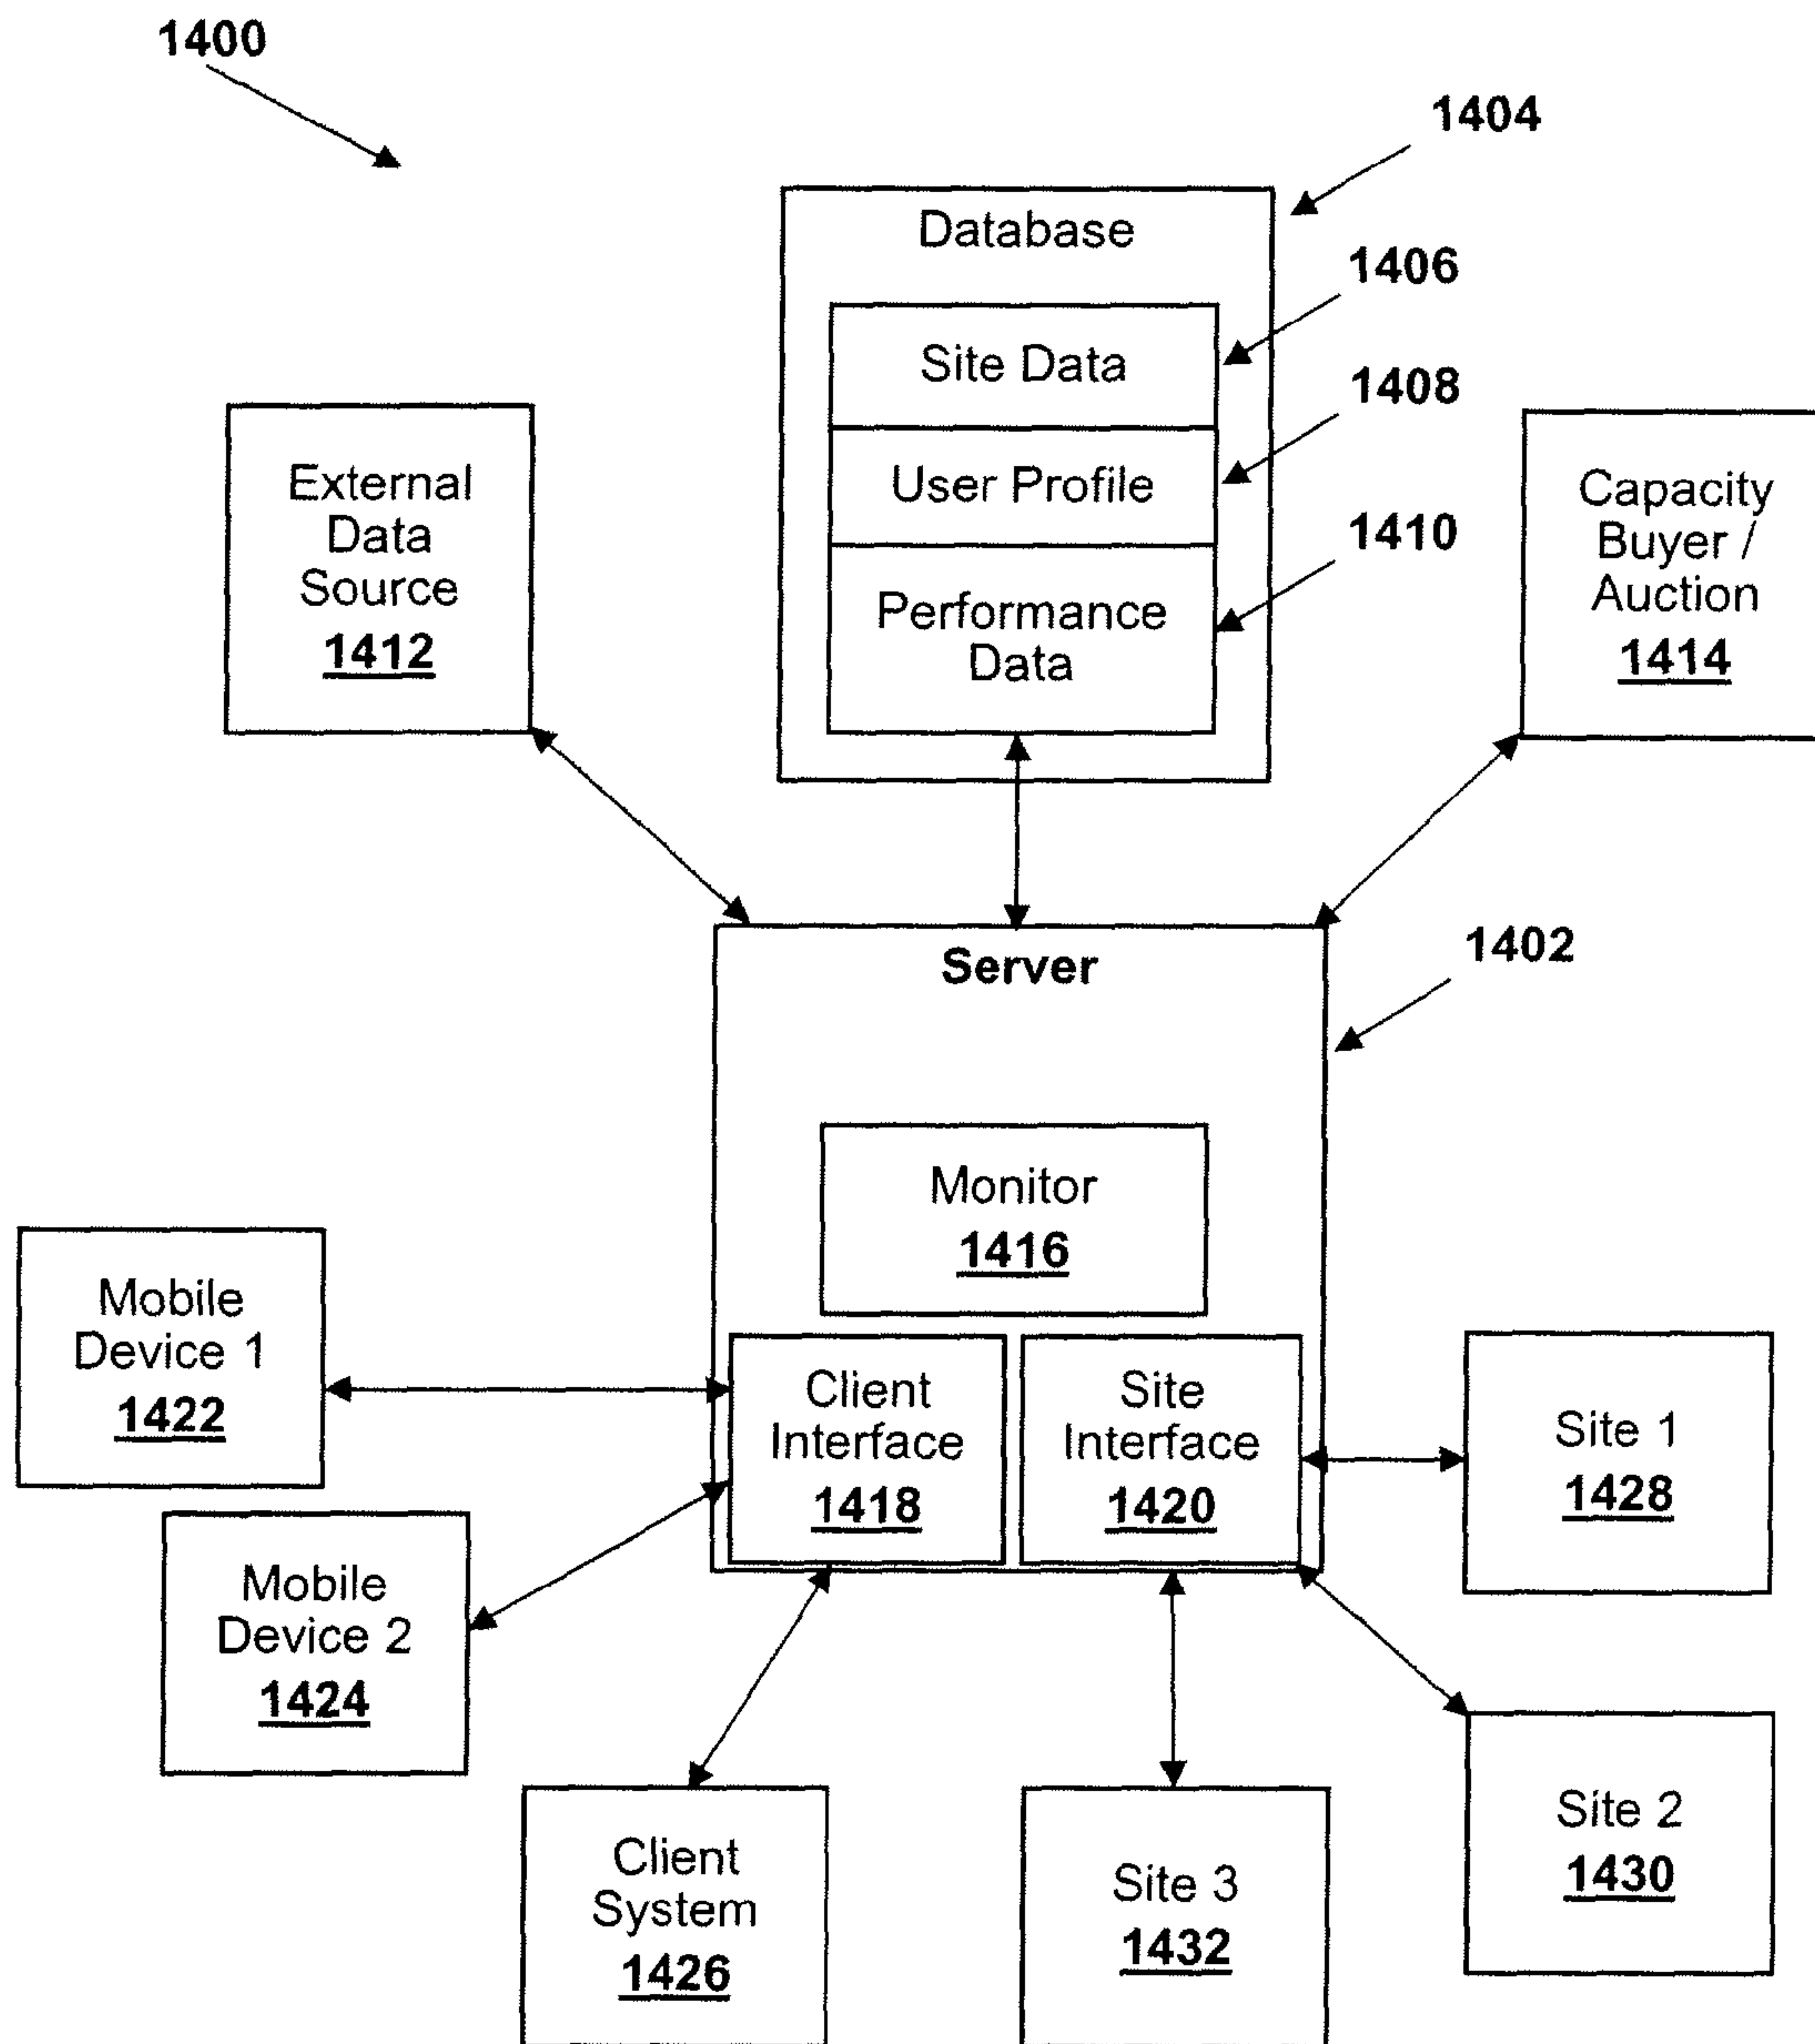 1400
1404
Database
1406
Site Data
1408
User Profile
1410
Performance
Data
External
Data
Source
1412
Capacity
Buyer /
Auction
1414
1402
Server
Monitor
1416
Mobile
Device 1
1422
Client
Interface
1418
Site
Interface
1420
Site 1
1428
Mobile
Device 2
1424
Client
System
1426
Site 3
1432
Site 2
1430